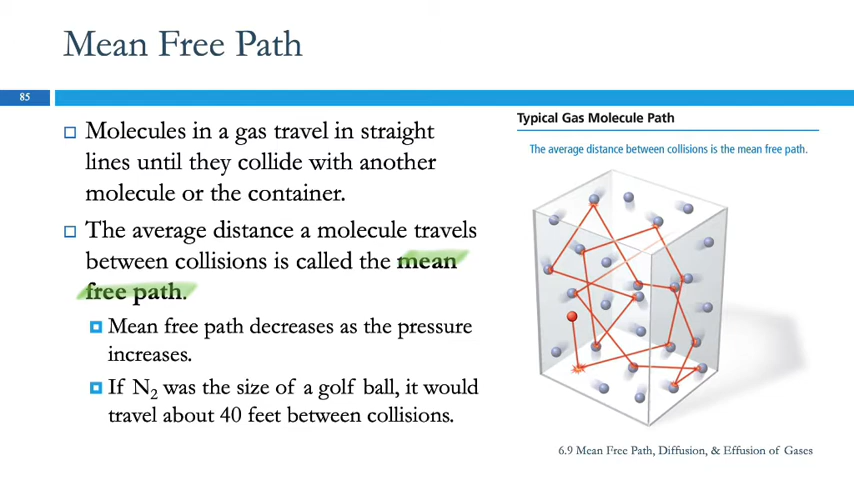 Mean Free Path
85
Molecules in a gas travel in straight
lines until they collide with another
molecule or the container.
The average distance a molecule travels
between collisions is called the mean
free path.
Mean free path decreases as the pressure
increases.
If N₂ was the size of a golf ball, it would
travel about 40 feet between collisions.
Typical Gas Molecule Path
The average distance between collisions is the mean free path.
6.9 Mean Free Path, Diffusion, & Effusion of Gases